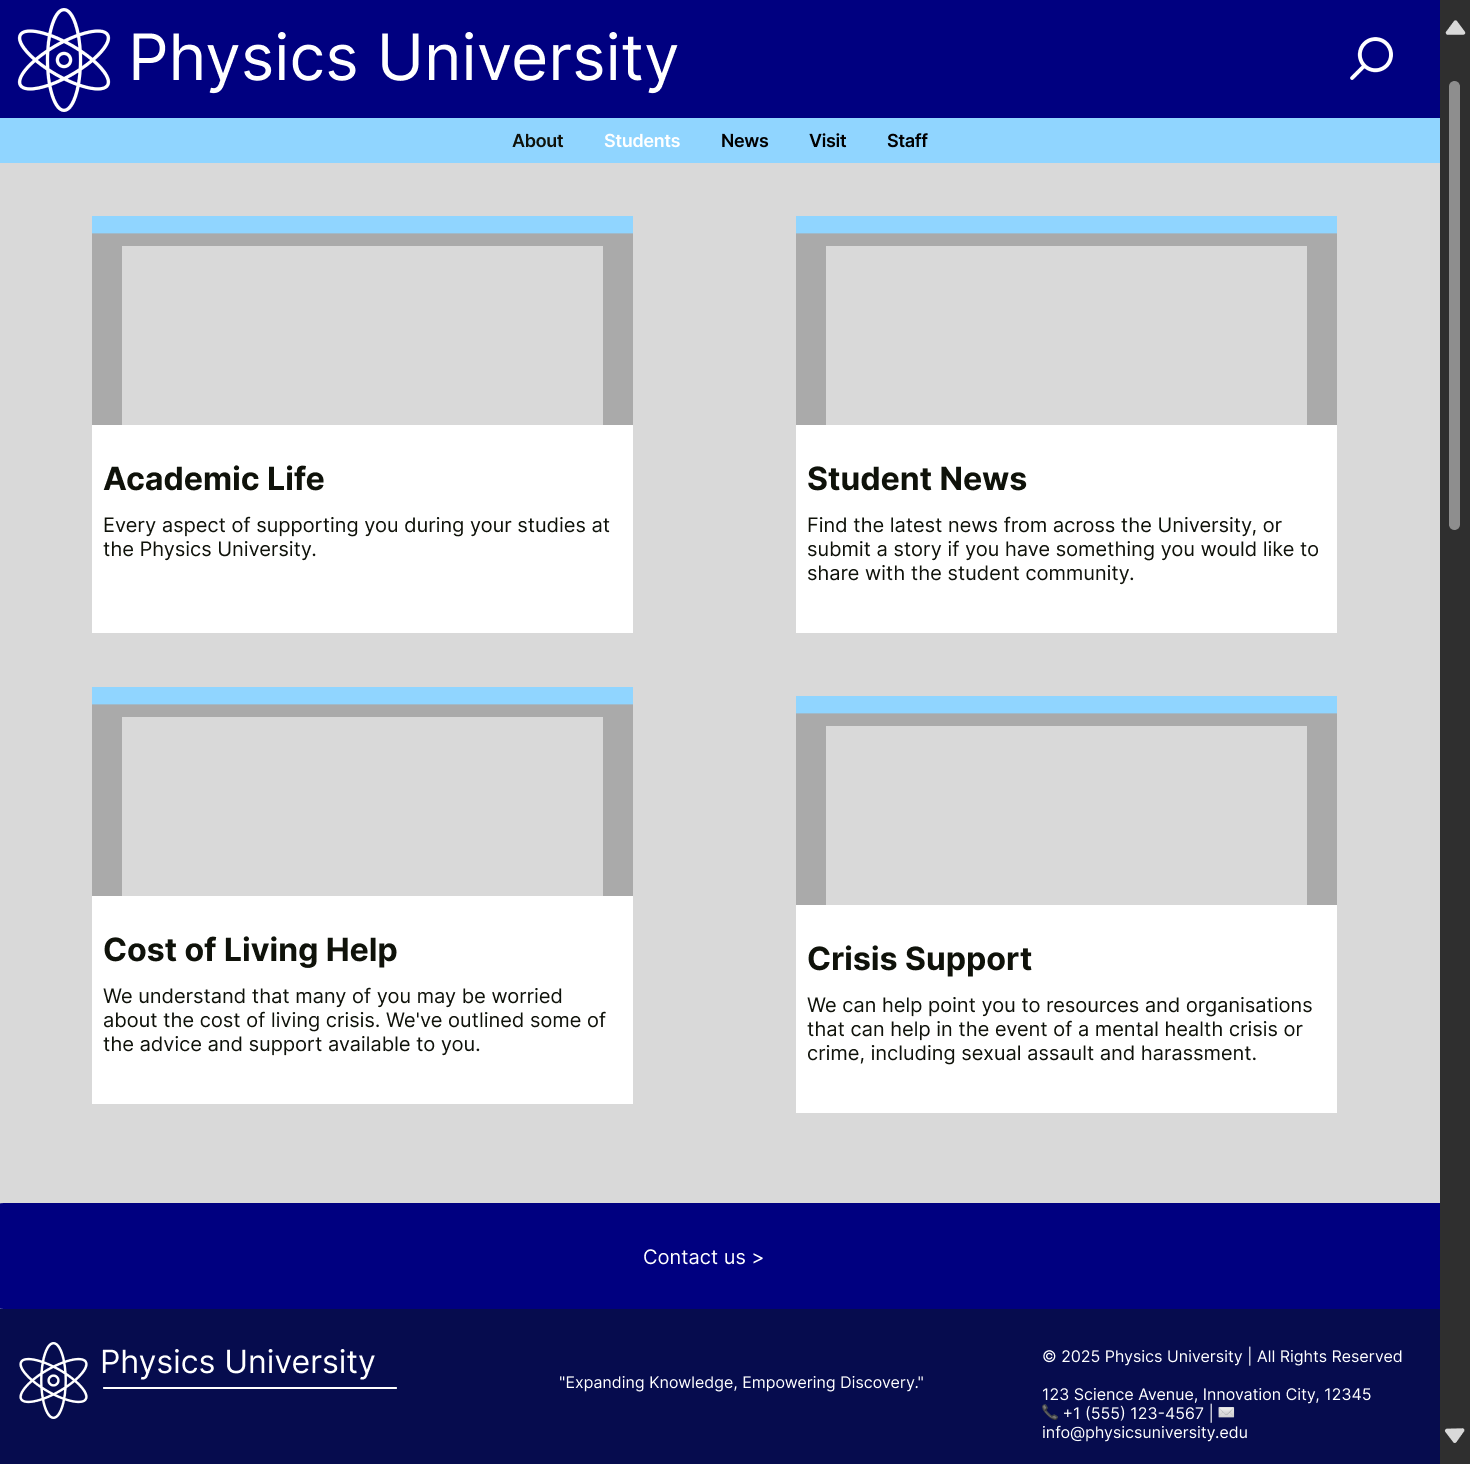 Physics University
About Students News Visit Staff
Academic Life
Every aspect of supporting you during your studies at
the Physics University.
Student News
Find the latest news from across the University, or
submit a story if you have something you would like to
share with the student community.
Cost of Living Help
We understand that many of you may be worried
about the cost of living crisis. We've outlined some of
the advice and support available to you.
Crisis Support
We can help point you to resources and organisations
that can help in the event of a mental health crisis or
crime, including sexual assault and harassment.
Contact us >
Physics University
"Expanding Knowledge, Empowering Discovery."
© 2025 Physics University | All Rights Reserved
123 Science Avenue, Innovation City, 12345
📞 +1 (555) 123-4567 | ✉️
info@physicsuniversity.edu